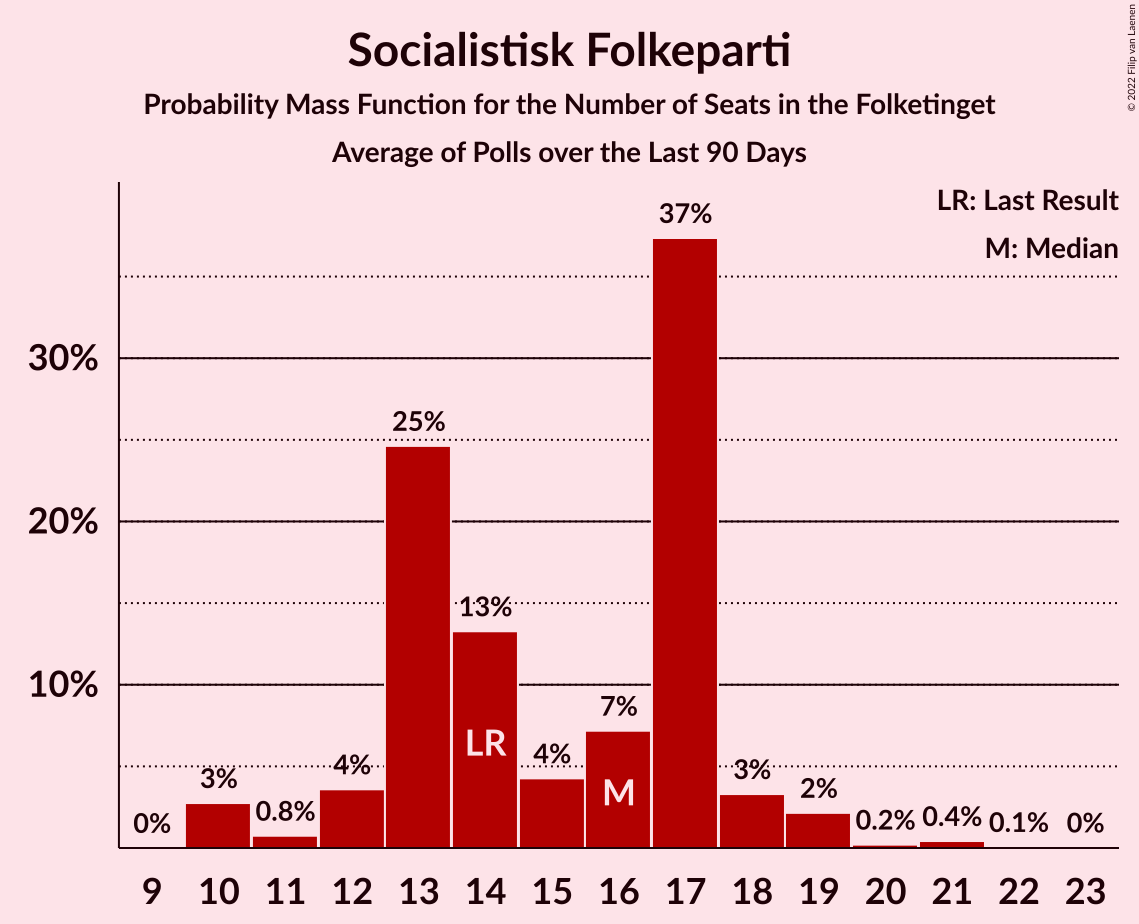 Socialistisk Folkeparti
Probability Mass Function for the Number of Seats in the Folketinget
Average of Polls over the Last 90 Days
© 2022 Filip van Laenen
LR: Last Result
M: Median
37%
30%
25%
20%
13%
10%
7%
LR
4%
M
3%
4%
3%
2%
0%
0.8%
0.2%
0.4%
0.1%
0%
9 10 11 12 13 14 15 16 17 18 19 20 21 22 23